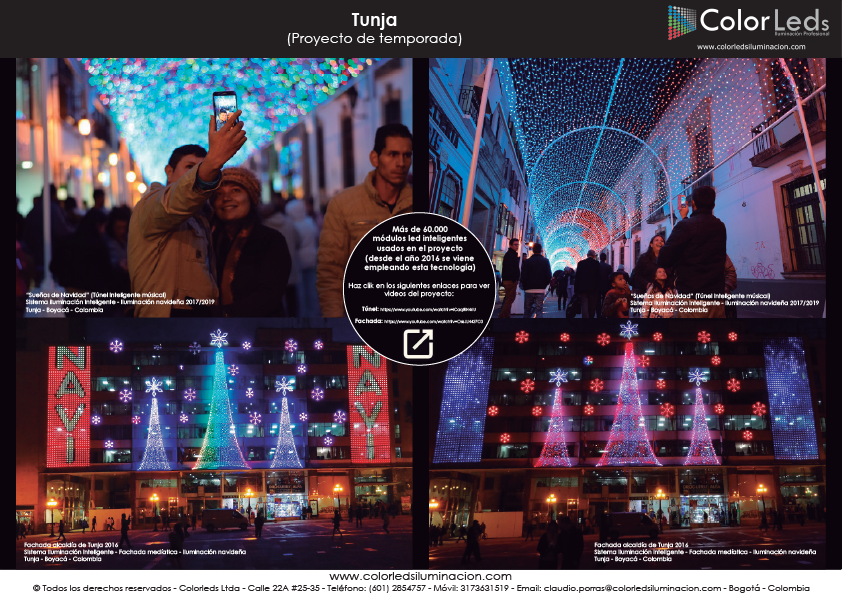 Tunja
(Proyecto de temporada)
ColorLeds
Iluminación Profesional
www.colorledsiluminacion.com
Más de 60.000
módulos led inteligentes
usados en el proyecto
(desde el año 2016 se viene
empleando esta tecnología)
Haz clik en los siguientes enlaces para ver
videos del proyecto:
Túnel:
Fachada:
"Sueños de Navidad" (Túnel inteligente músical)
Sistema iluminación inteligente - Iluminación navideña 2017/2019
Tunja - Boyacá - Colombia
"Sueños de Navidad" (Túnel inteligente músical)
Sistema iluminación inteligente - Iluminación navideña 2017/2019
Tunja - Boyacá - Colombia
NAVI
NAVI
Fachada alcaldía de Tunja 2016
Sistema iluminación inteligente - Fachada mediática - Iluminación navideña
Tunja - Boyacá - Colombia
Fachada alcaldía de Tunja 2016
Sistema iluminación inteligente - Fachada mediática - Iluminación navideña
Tunja - Boyacá - Colombia
www.colorledsiluminacion.com
© Todos los derechos reservados - Colorleds Ltda - Calle 22A #25-35 - Teléfono: (601) 2854757 - Móvil: 3173631519 - Email: claudio.porras@colorledsiluminacion.com - Bogotá - Colombia